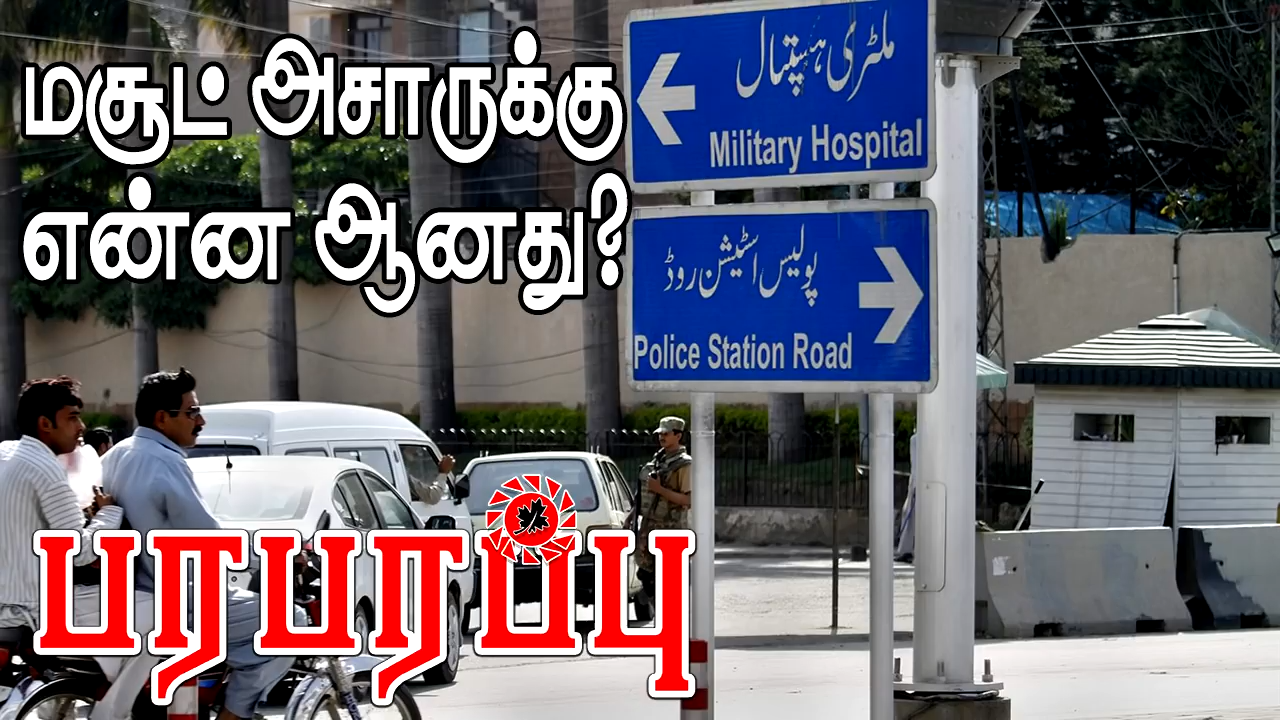 மசூட் அசாருக்கு
என்ன ஆனது?
ملٹری ہسپتال
Military Hospital
پولیس اسٹیشن روڈ
Police Station Road
பரபரப்பு